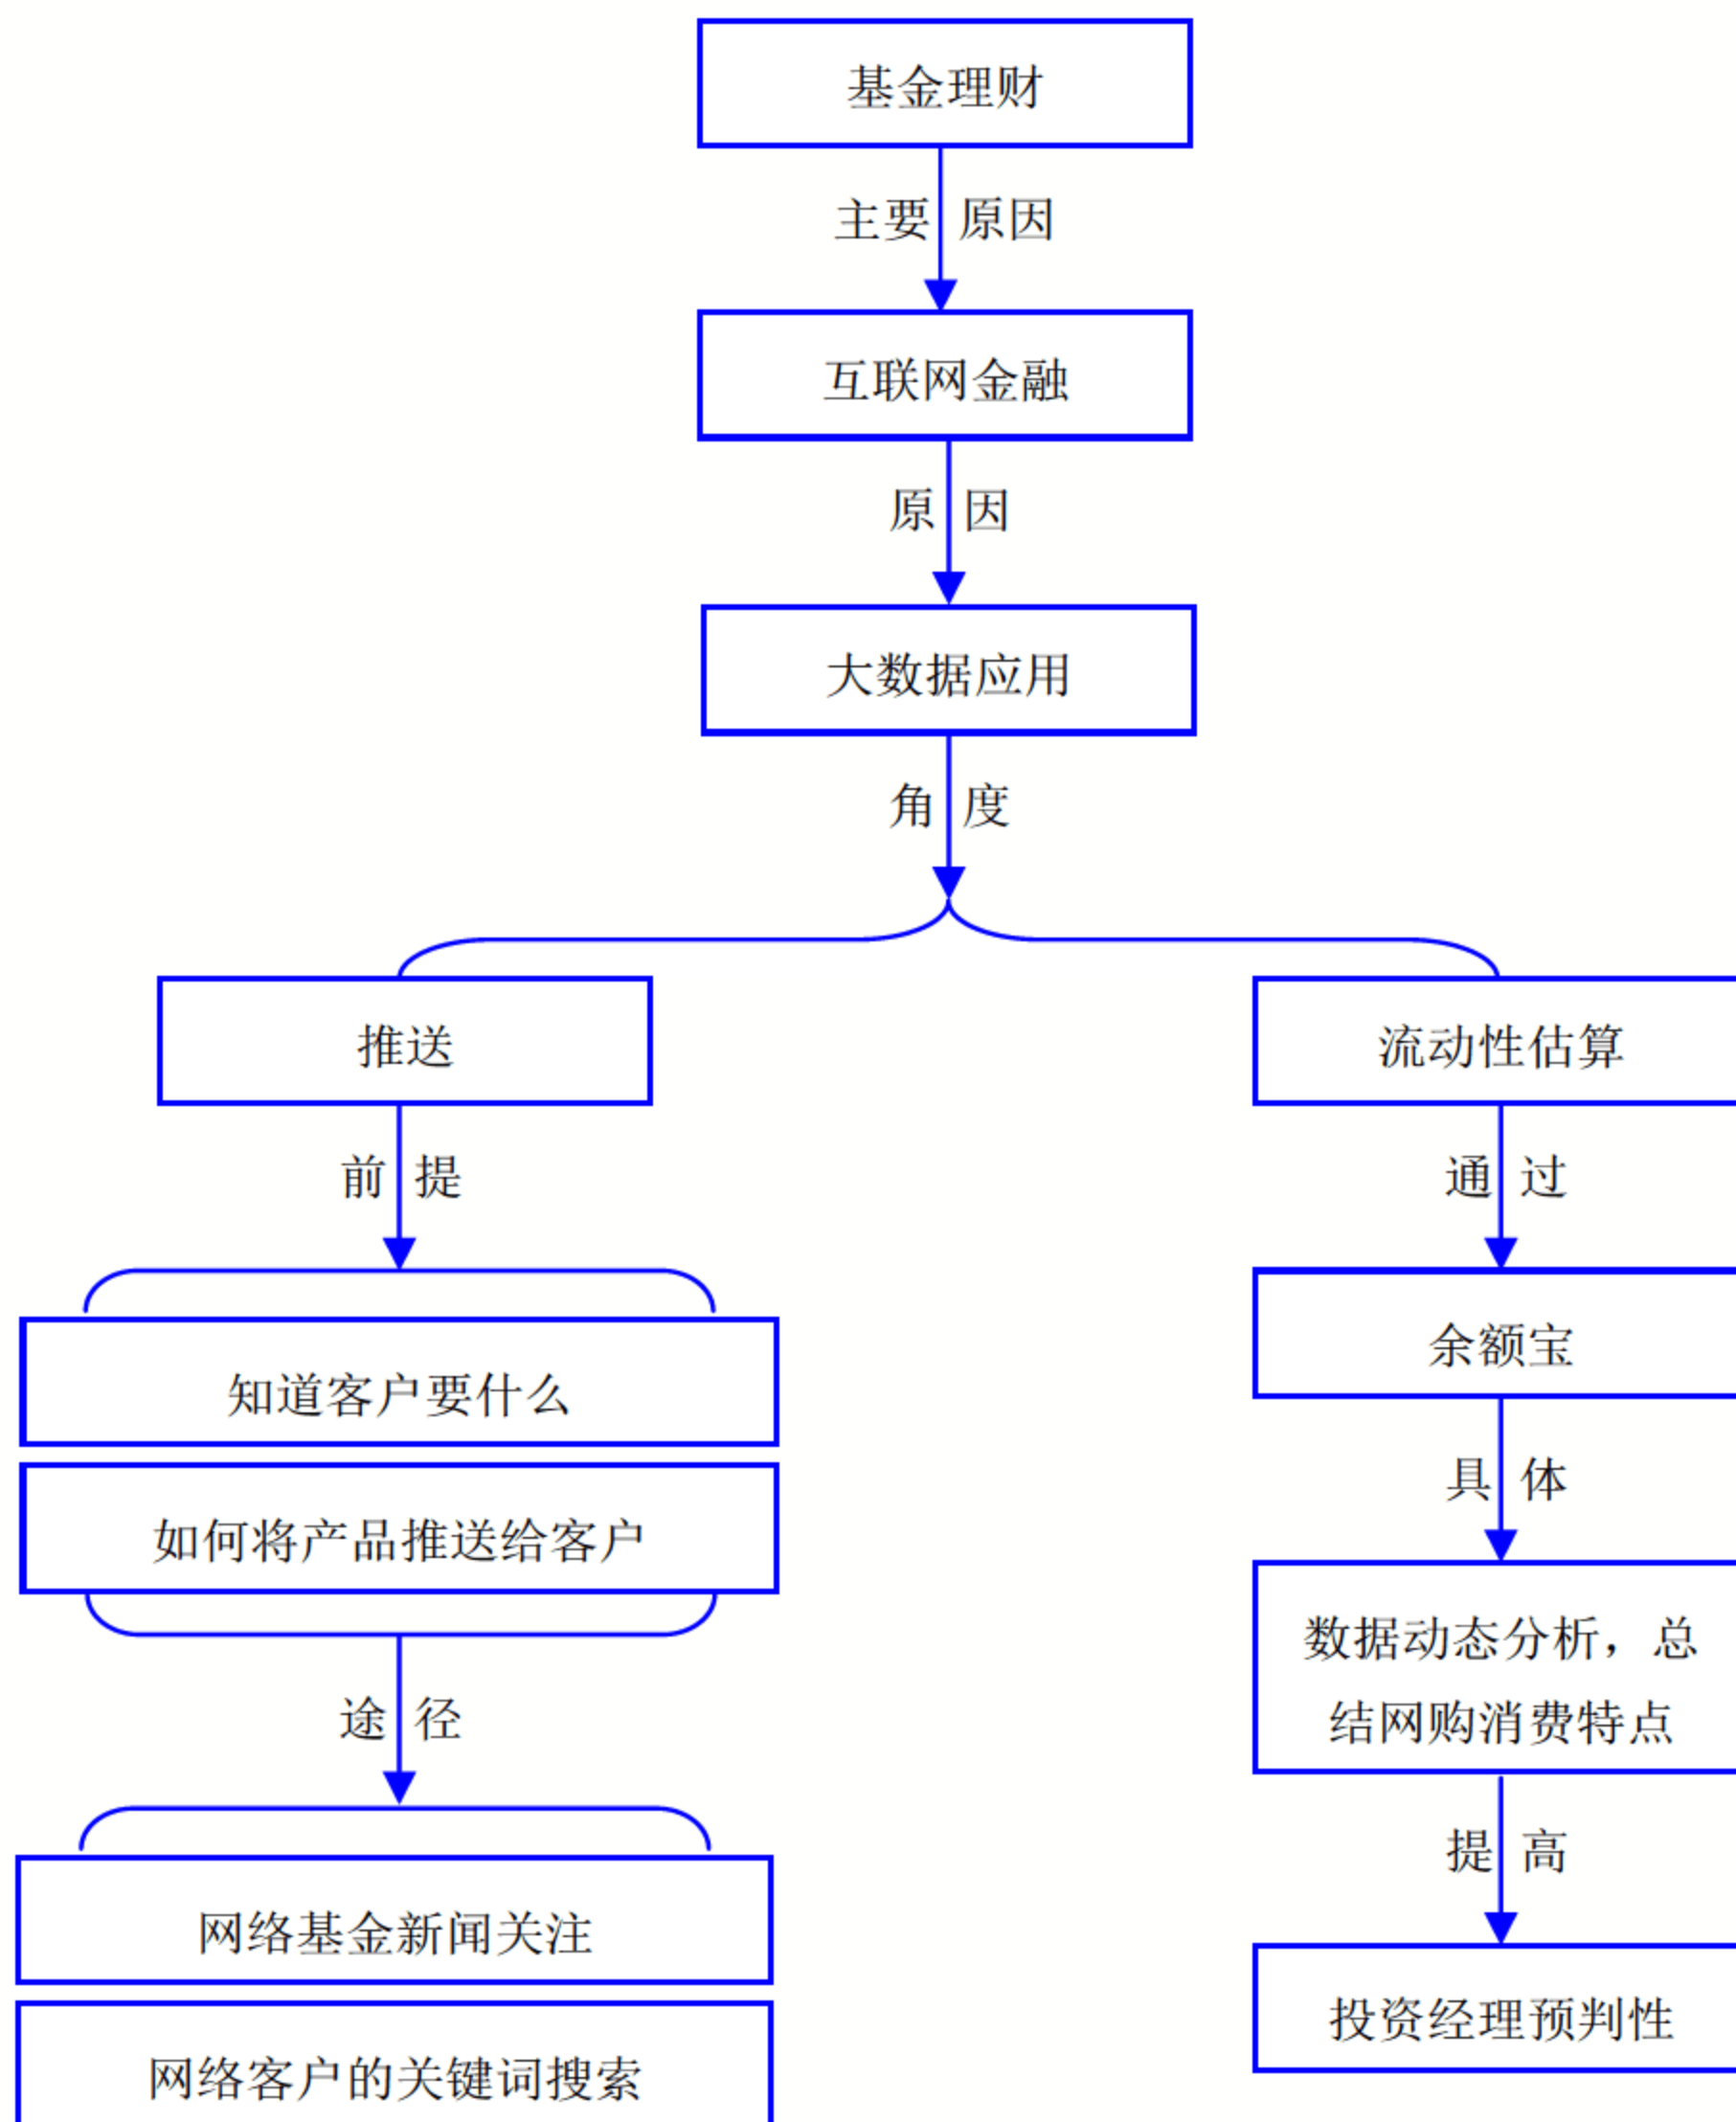 基金理财
主要 原因
互联网金融
原 因
大数据应用
角 度
推送
流动性估算
前 提
通 过
知道客户要什么
余额宝
如何将产品推送给客户
具 体
数据动态分析，总
结网购消费特点
途 径
提 高
网络基金新闻关注
投资经理预判性
网络客户的关键词搜索